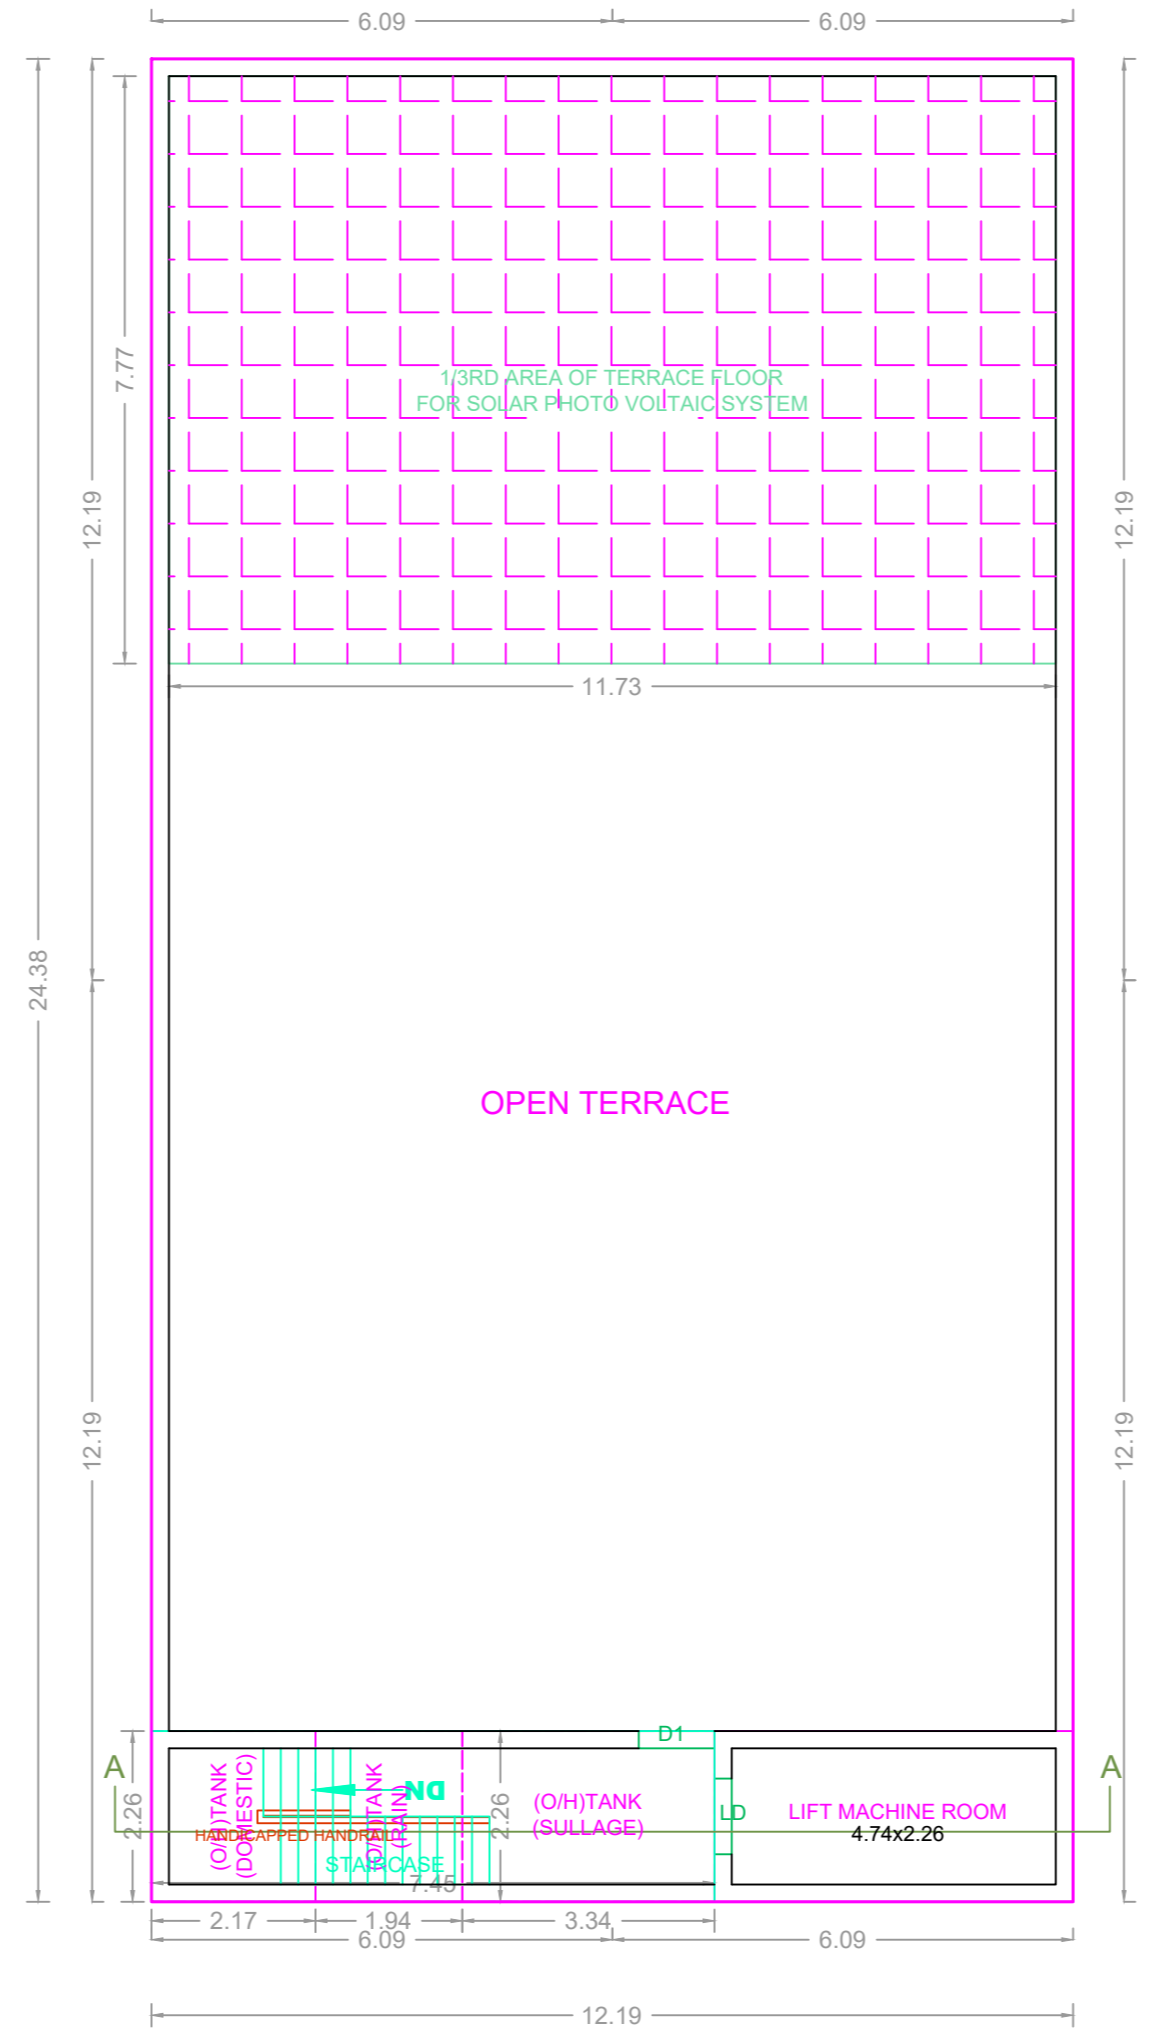 6.09
6.09
7.77
1/3RD AREA OF TERRACE FLOOR
FOR SOLAR PHOTO VOLTAIC SYSTEM
12.19
12.19
11.73
24.38
OPEN TERRACE
12.19
12.19
D1
A
A
2.26
(O/H)TANK
(DOMESTIC)
DN
(O/H)TANK
(RAIN)
2.26
(O/H)TANK
(SULLAGE)
LD
LIFT MACHINE ROOM
4.74x2.26
HANDICAPPED HANDRAIL
STAIRCASE
7.45
2.17
1.94
3.34
6.09
6.09
12.19